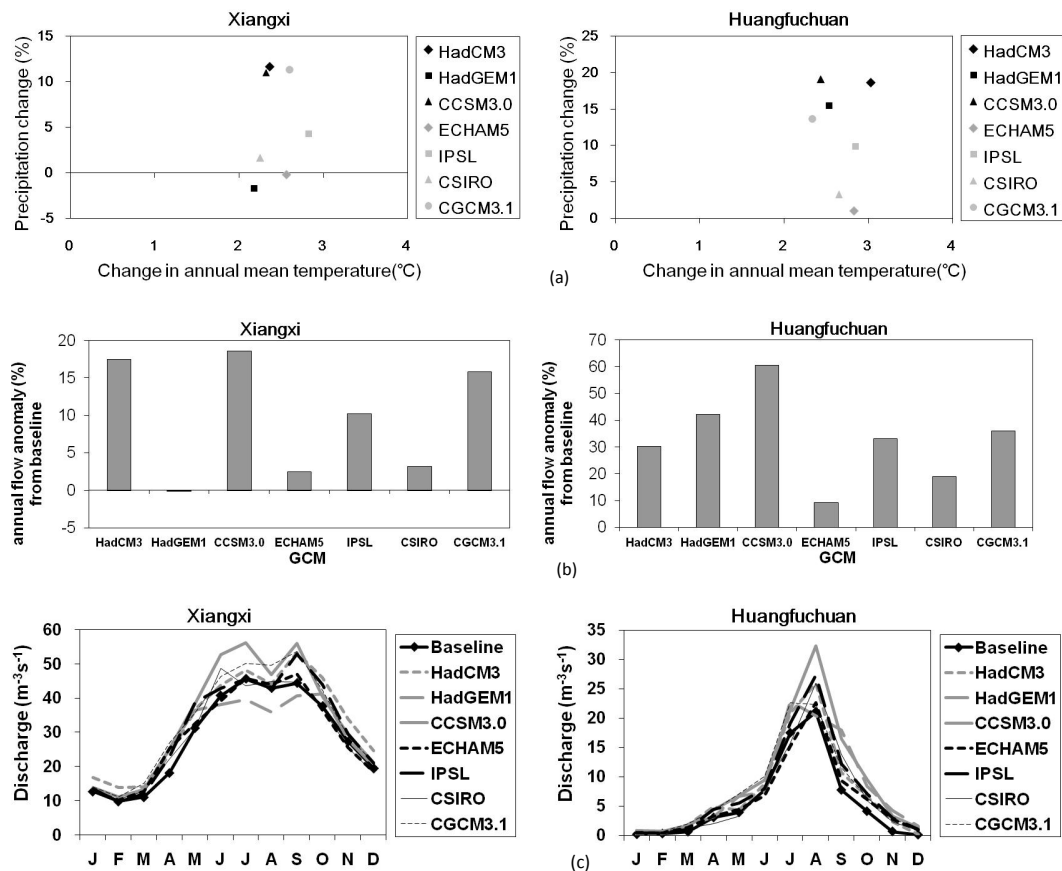 Xiangxi
Precipitation change (%)
15
10
5
0
-5
0 1 2 3 4
Change in annual mean temperature(°C)
HadCM3
HadGEM1
CCSM3.0
ECHAM5
IPSL
CSIRO
CGCM3.1
Huangfuchuan
Precipitation change (%)
25
20
15
10
5
0
0 1 2 3 4
Change in annual mean temperature(°C)
HadCM3
HadGEM1
CCSM3.0
ECHAM5
IPSL
CSIRO
CGCM3.1
(a)
Xiangxi
annual flow anomaly (%)
from baseline
20
15
10
5
0
-5
HadCM3 HadGEM1 CCSM3.0 ECHAM5 IPSL CSIRO CGCM3.1
GCM
Huangfuchuan
annual flow anomaly (%)
from baseline
70
60
50
40
30
20
10
0
HadCM3 HadGEM1 CCSM3.0 ECHAM5 IPSL CSIRO CGCM3.1
(b)
Xiangxi
Discharge (m-3s-1)
60
50
40
30
20
10
0
J F M A M J J A S O N D
Baseline
HadCM3
HadGEM1
CCSM3.0
ECHAM5
IPSL
CSIRO
CGCM3.1
Huangfuchuan
Discharge (m-3s-1)
35
30
25
20
15
10
5
0
J F M A M J J A S O N D
Baseline
HadCM3
HadGEM1
CCSM3.0
ECHAM5
IPSL
CSIRO
CGCM3.1
(c)